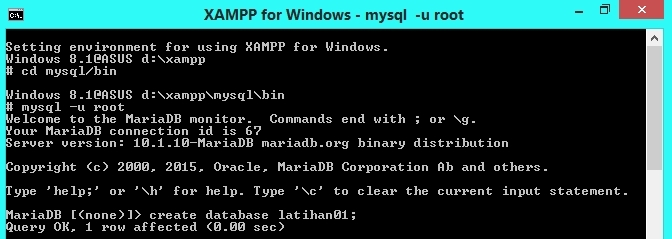 XAMPP for Windows - mysql  -u root
Setting environment for using XAMPP for Windows.
Windows 8.1@ASUS d:\xampp
# cd mysql/bin
Windows 8.1@ASUS d:\xampp\mysql\bin
# mysql -u root
Welcome to the MariaDB monitor.  Commands end with ; or \g.
Your MariaDB connection id is 67
Server version: 10.1.10-MariaDB mariadb.org binary distribution
Copyright (c) 2000, 2015, Oracle, MariaDB Corporation Ab and others.
Type 'help;' or '\h' for help. Type '\c' to clear the current input statement.
MariaDB [(none)]> create database latihan01;
Query OK, 1 row affected (0.00 sec)